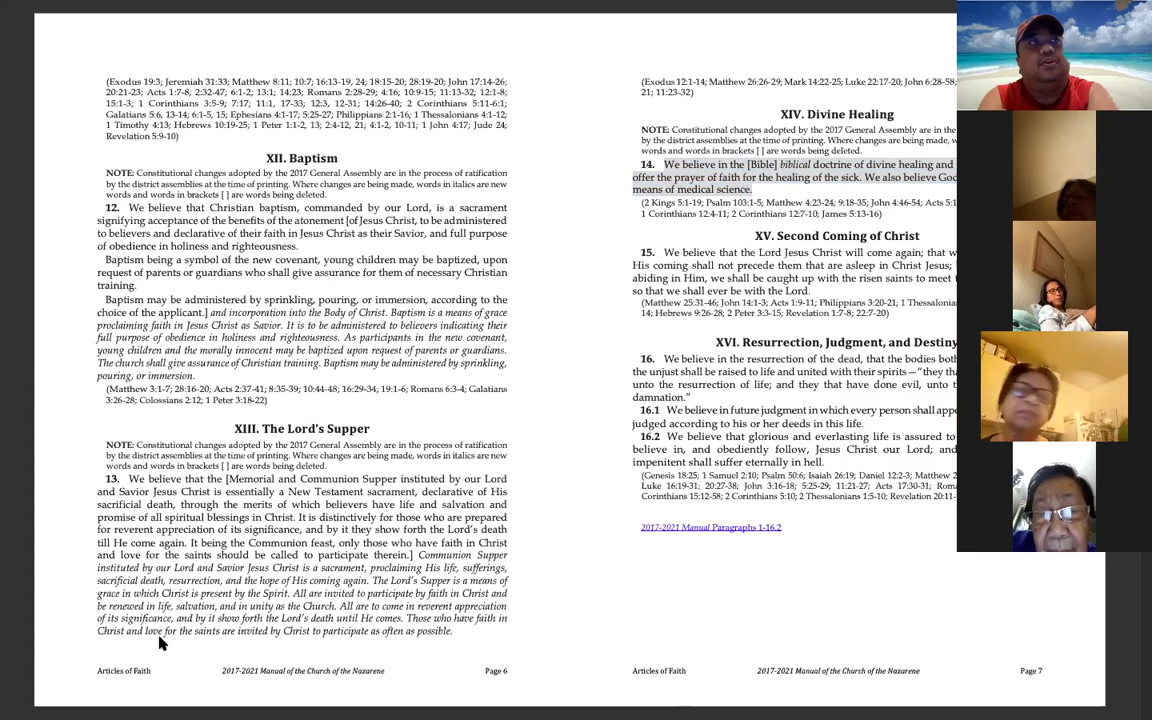 (Exodus 19:3; Jeremiah 31:33; Matthew 8:11; 10:7; 16:13-19, 24; 18:15-20; 28:19-20; John 17:14-26;
20:21-23; Acts 1:7-8; 2:32-47; 6:1-2; 13:1; 14:23; Romans 2:28-29; 4:16; 10:9-15; 11:13-32; 12:1-8;
15:1-3; 1 Corinthians 3:5-9; 7:17; 11:1, 17-33; 12:3, 12-31; 14:26-40; 2 Corinthians 5:11-6:1;
Galatians 5:6, 13-14; 6:1-5, 15; Ephesians 4:1-17; 5:25-27; Philippians 2:1-16; 1 Thessalonians 4:1-12;
1 Timothy 4:13; Hebrews 10:19-25; 1 Peter 1:1-2, 13; 2:4-12, 21; 4:1-2, 10-11; 1 John 4:17; Jude 24;
Revelation 5:9-10)
XII. Baptism
NOTE: Constitutional changes adopted by the 2017 General Assembly are in the process of ratification
by the district assemblies at the time of printing. Where changes are being made, words in italics are new
words and words in brackets [ ] are words being deleted.
12. We believe that Christian baptism, commanded by our Lord, is a sacrament
signifying acceptance of the benefits of the atonement [of Jesus Christ, to be administered
to believers and declarative of their faith in Jesus Christ as their Savior, and full purpose
of obedience in holiness and righteousness.
Baptism being a symbol of the new covenant, young children may be baptized, upon
request of parents or guardians who shall give assurance for them of necessary Christian
training.
Baptism may be administered by sprinkling, pouring, or immersion, according to the
choice of the applicant.] and incorporation into the Body of Christ. Baptism is a means of grace
proclaiming faith in Jesus Christ as Savior. It is to be administered to believers indicating their
full purpose of obedience in holiness and righteousness. As participants in the new covenant,
young children and the morally innocent may be baptized upon request of parents or guardians.
The church shall give assurance of Christian training. Baptism may be administered by sprinkling,
pouring, or immersion.
(Matthew 3:1-7; 28:16-20; Acts 2:37-41; 8:35-39; 10:44-48; 16:29-34; 19:1-6; Romans 6:3-4; Galatians
3:26-28; Colossians 2:12; 1 Peter 3:18-22)
XIII. The Lord's Supper
NOTE: Constitutional changes adopted by the 2017 General Assembly are in the process of ratification
by the district assemblies at the time of printing. Where changes are being made, words in italics are new
words and words in brackets [ ] are words being deleted.
13. We believe that the [Memorial and Communion Supper instituted by our Lord
and Savior Jesus Christ is essentially a New Testament sacrament, declarative of His
sacrificial death, through the merits of which believers have life and salvation and
promise of all spiritual blessings in Christ. It is distinctively for those who are prepared
for reverent appreciation of its significance, and by it they show forth the Lord's death
till He come again. It being the Communion feast, only those who have faith in Christ
and love for the saints should be called to participate therein.] Communion Supper
instituted by our Lord and Savior Jesus Christ is a sacrament, proclaiming His life, sufferings,
sacrificial death, resurrection, and the hope of His coming again. The Lord's Supper is a means of
grace in which Christ is present by the Spirit. All are invited to participate by faith in Christ and
be renewed in life, salvation, and in unity as the Church. All are to come in reverent appreciation
of its significance, and by it show forth the Lord's death until He comes. Those who have faith in
Christ and love for the saints are invited by Christ to participate as often as possible.
Articles of Faith 2017-2021 Manual of the Church of the Nazarene Page 6
(Exodus 12:1-14; Matthew 26:26-29; Mark 14:22-25; Luke 22:17-20; John 6:28-58;
21; 11:23-32)
XIV. Divine Healing
NOTE: Constitutional changes adopted by the 2017 General Assembly are in the
by the district assemblies at the time of printing. Where changes are being made,
words and words in brackets [ ] are words being deleted.
14. We believe in the [Bible] biblical doctrine of divine healing and
offer the prayer of faith for the healing of the sick. We also believe God
means of medical science.
(2 Kings 5:1-19; Psalm 103:1-5; Matthew 4:23-24; 9:18-35; John 4:46-54; Acts 5:1
1 Corinthians 12:4-11; 2 Corinthians 12:7-10; James 5:13-16)
XV. Second Coming of Christ
15. We believe that the Lord Jesus Christ will come again; that w
His coming shall not precede them that are asleep in Christ Jesus;
abiding in Him, we shall be caught up with the risen saints to meet t
so that we shall ever be with the Lord.
(Matthew 25:31-46; John 14:1-3; Acts 1:9-11; Philippians 3:20-21; 1 Thessalonia
14; Hebrews 9:26-28; 2 Peter 3:3-15; Revelation 1:7-8; 22:7-20)
XVI. Resurrection, Judgment, and Destiny
16. We believe in the resurrection of the dead, that the bodies both
the unjust shall be raised to life and united with their spirits—"they tha
unto the resurrection of life; and they that have done evil, unto t
damnation."
16.1 We believe in future judgment in which every person shall appe
judged according to his or her deeds in this life.
16.2 We believe that glorious and everlasting life is assured to
believe in, and obediently follow, Jesus Christ our Lord; and
impenitent shall suffer eternally in hell.
(Genesis 18:25; 1 Samuel 2:10; Psalm 50:6; Isaiah 26:19; Daniel 12:2-3; Matthew 2
Luke 16:19-31; 20:27-38; John 3:16-18; 5:25-29; 11:21-27; Acts 17:30-31; Roma
Corinthians 15:12-58; 2 Corinthians 5:10; 2 Thessalonians 1:5-10; Revelation 20:11-
2017-2021 Manual Paragraphs 1-16.2
Articles of Faith 2017-2021 Manual of the Church of the Nazarene Page 7